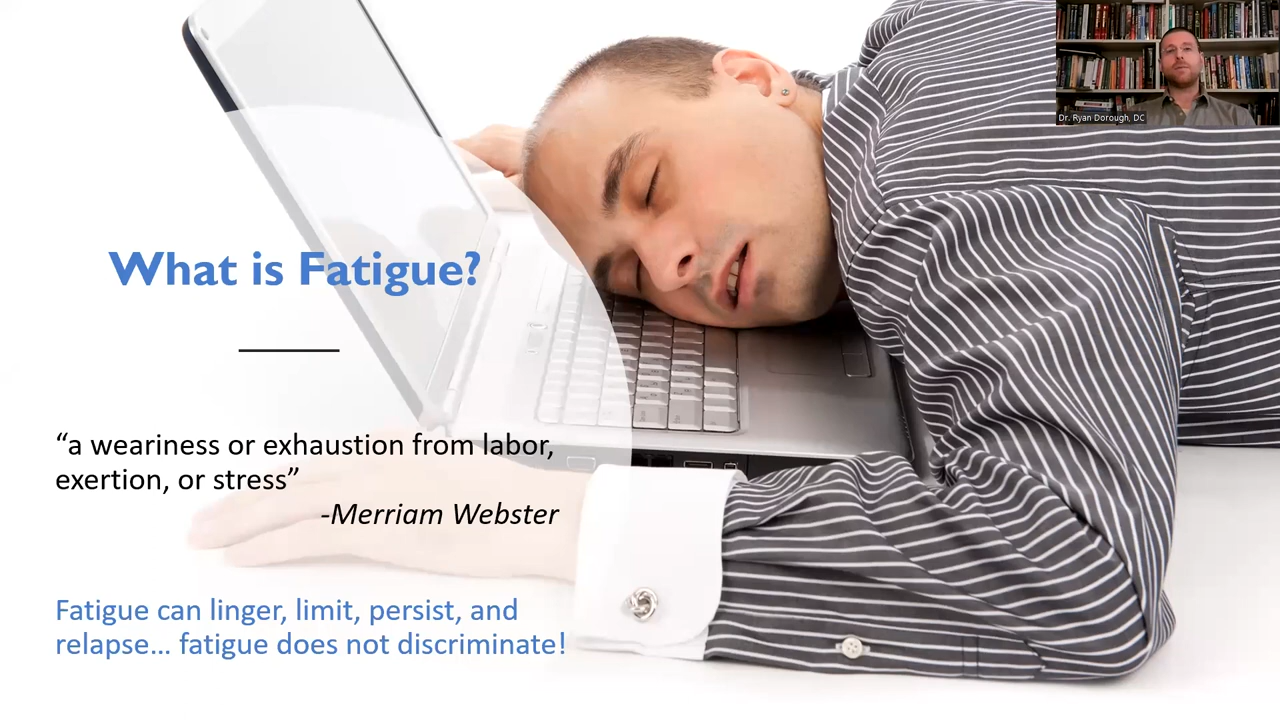 Dr. Ryan Dorough, DC
What is Fatigue?
“a weariness or exhaustion from labor,
exertion, or stress”
-Merriam Webster
Fatigue can linger, limit, persist, and
relapse... fatigue does not discriminate!